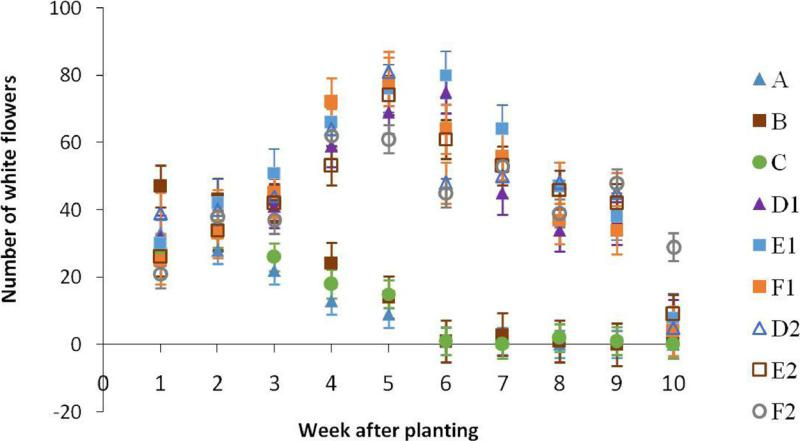 100
80
60
40
20
0
-20
Number of white flowers
0 1 2 3 4 5 6 7 8 9 10
Week after planting
A
B
C
D1
E1
F1
D2
E2
F2